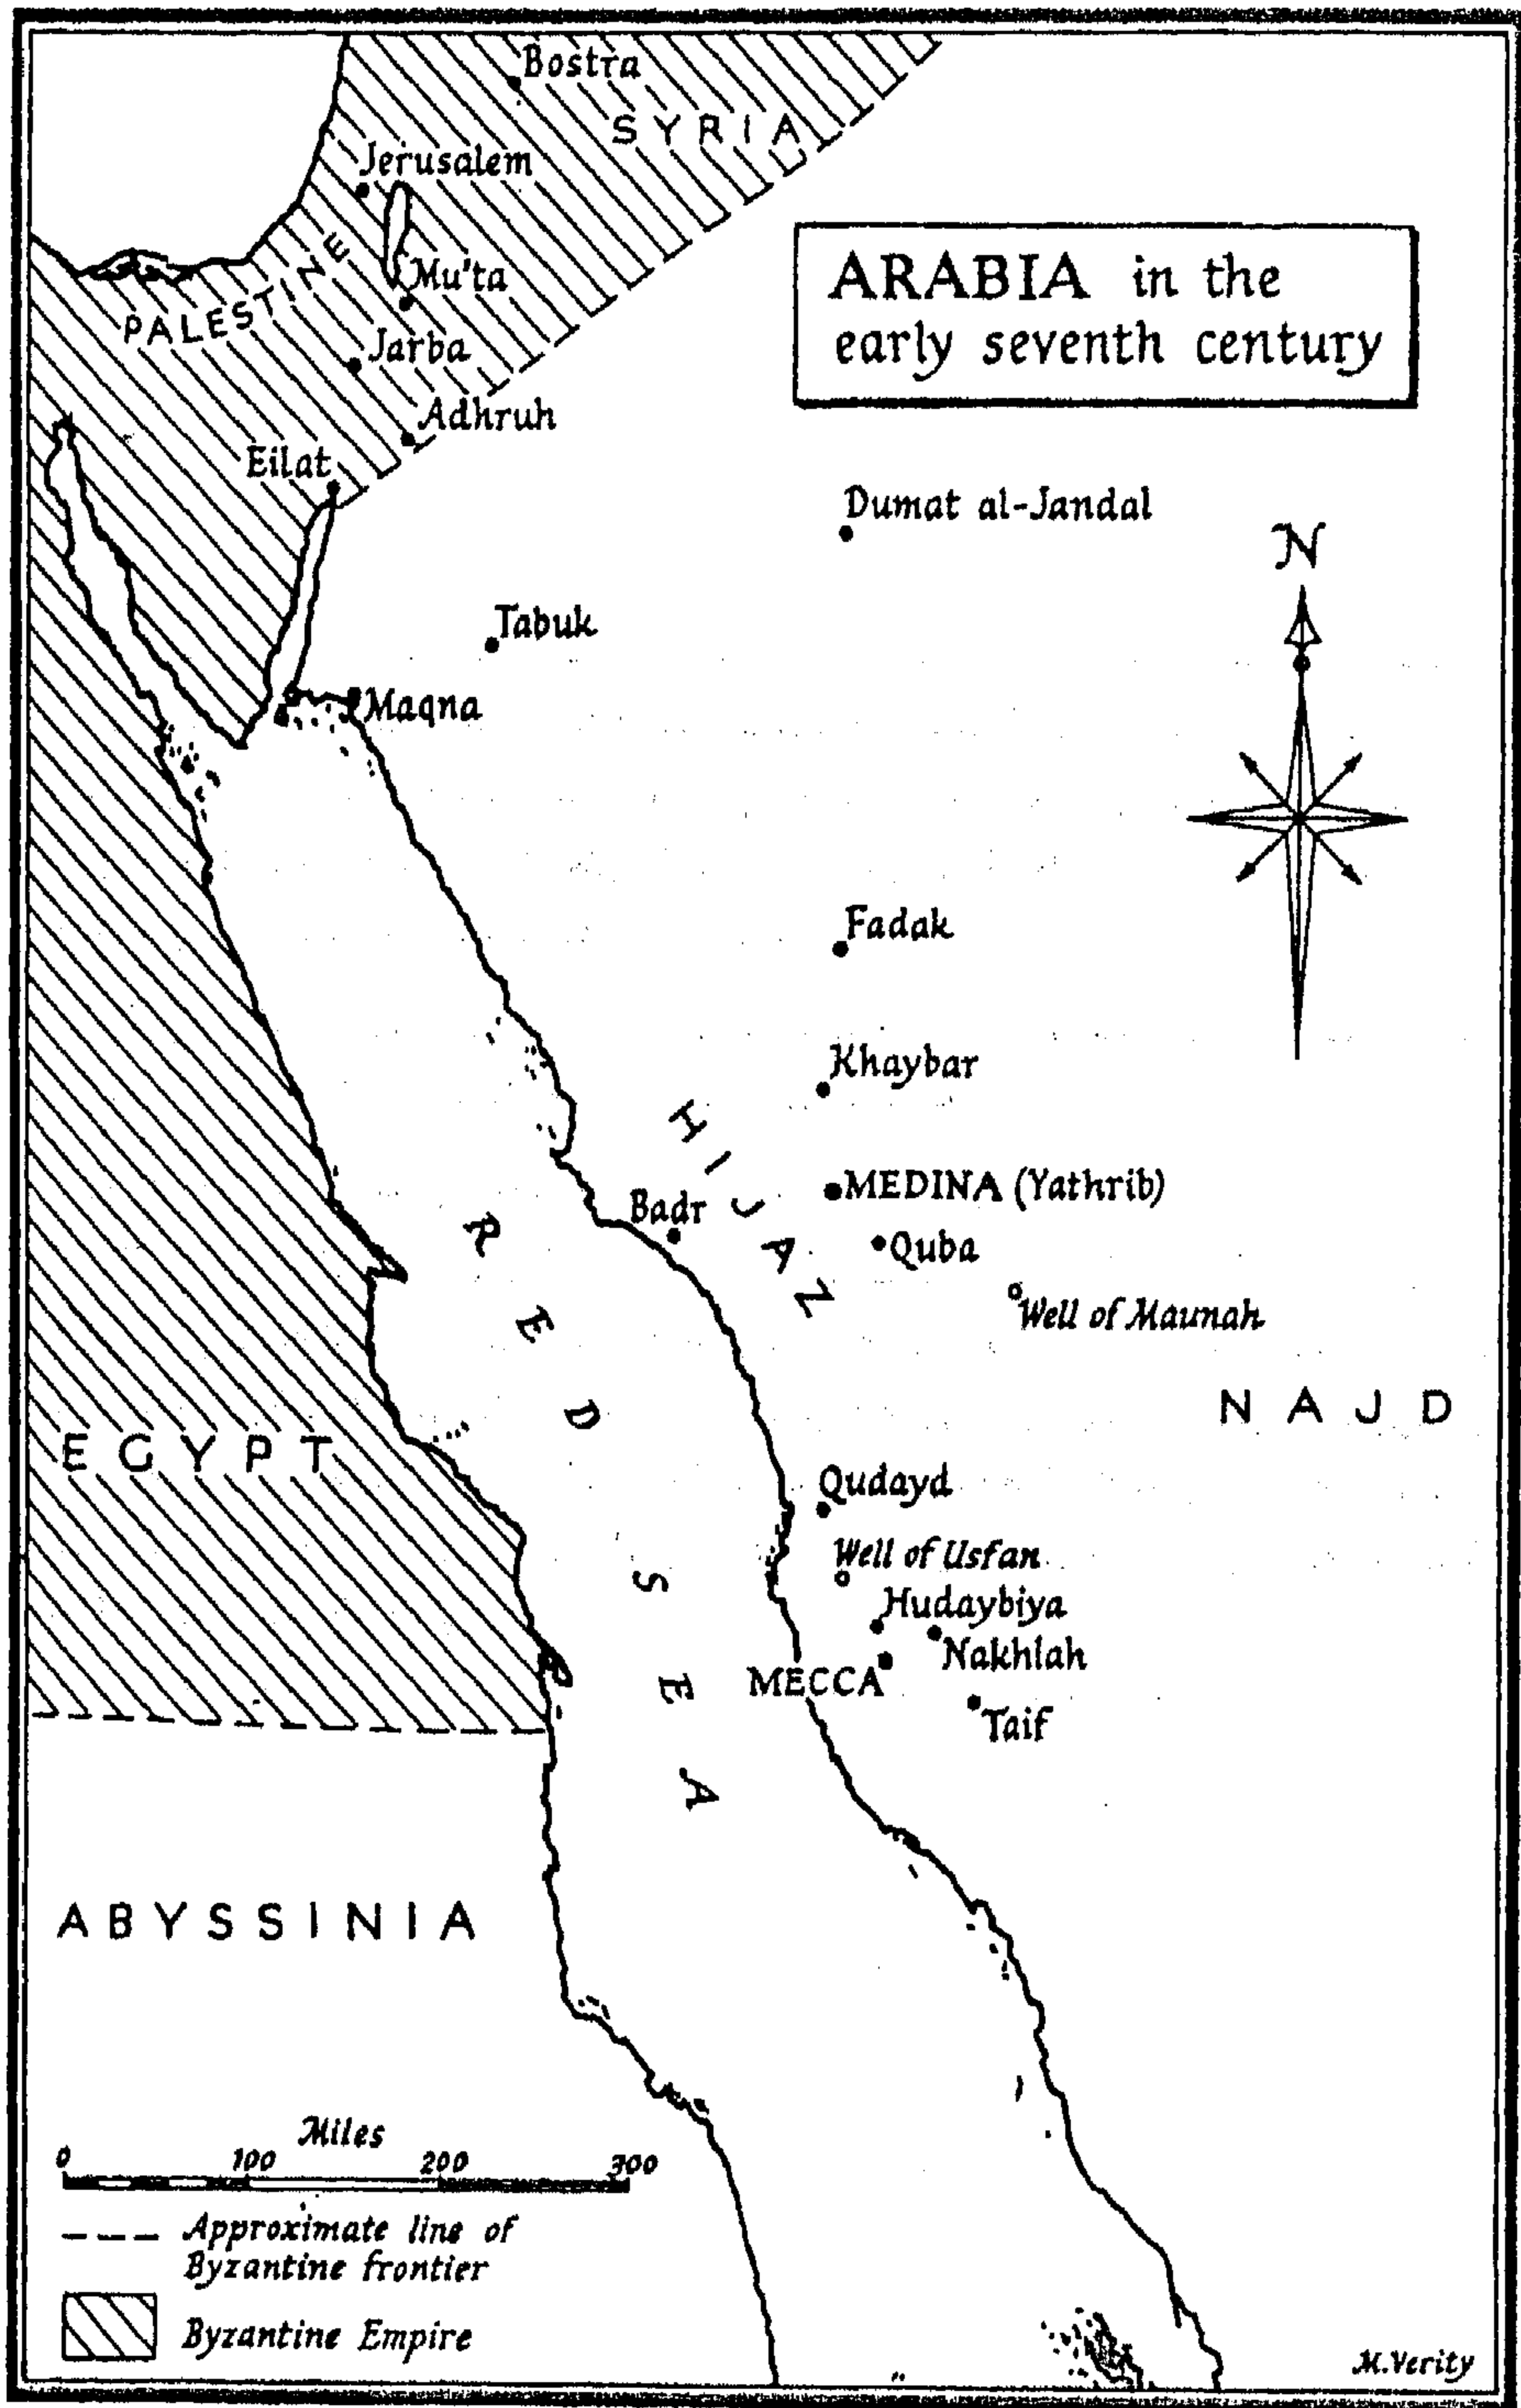 Bostra
SYRIA
Jerusalem
PALESTINE
Mu'ta
Jarba
Adhruh
Eilat
ARABIA in the
early seventh century
Dumat al-Jandal
N
Tabuk
Maqna
Fadak
Khaybar
HIJAZ
MEDINA (Yathrib)
Badr
Quba
Well of Maunah
RED SEA
NAJD
EGYPT
Qudayd
Well of Usfan
Hudaybiya
Nakhlah
MECCA
Taif
ABYSSINIA
Miles
0 100 200 300
Approximate line of
Byzantine frontier
Byzantine Empire
M.Verity